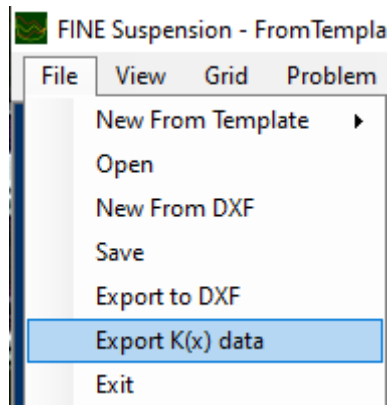 FINE Suspension - FromTempla
File View Grid Problem
New From Template
Open
New From DXF
Save
Export to DXF
Export K(x) data
Exit